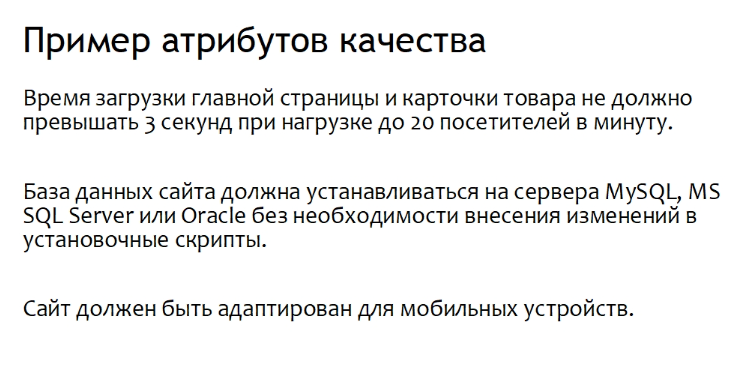 Пример атрибутов качества
Время загрузки главной страницы и карточки товара не должно
превышать 3 секунд при нагрузке до 20 посетителей в минуту.
База данных сайта должна устанавливаться на сервера MySQL, MS
SQL Server или Oracle без необходимости внесения изменений в
установочные скрипты.
Сайт должен быть адаптирован для мобильных устройств.